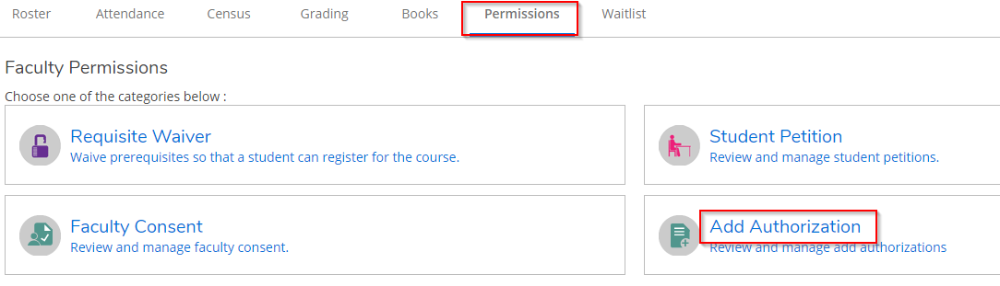 Roster Attendance Census Grading Books Permissions Waitlist
Faculty Permissions
Choose one of the categories below :
Requisite Waiver
Waive prerequisites so that a student can register for the course.
Student Petition
Review and manage student petitions.
Faculty Consent
Review and manage faculty consent.
Add Authorization
Review and manage add authorizations